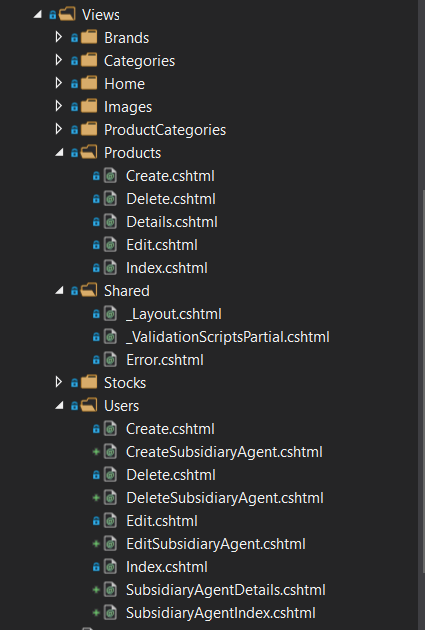 Views
Brands
Categories
Home
Images
ProductCategories
Products
Create.cshtml
Delete.cshtml
Details.cshtml
Edit.cshtml
Index.cshtml
Shared
_Layout.cshtml
_ValidationScriptsPartial.cshtml
Error.cshtml
Stocks
Users
Create.cshtml
CreateSubsidiaryAgent.cshtml
Delete.cshtml
DeleteSubsidiaryAgent.cshtml
Edit.cshtml
EditSubsidiaryAgent.cshtml
Index.cshtml
SubsidiaryAgentDetails.cshtml
SubsidiaryAgentIndex.cshtml